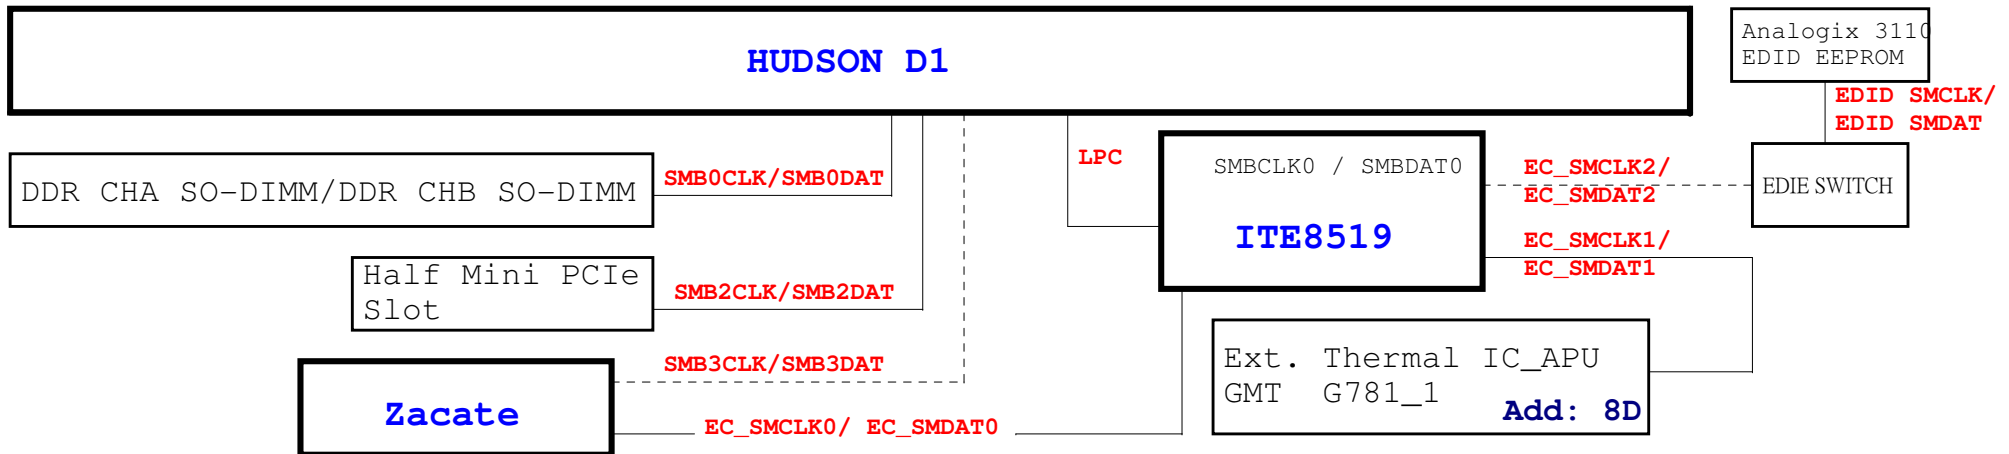 HUDSON D1
Analogix 3110
EDID EEPROM
EDID SMCLK/
EDID SMDAT
DDR CHA SO-DIMM/DDR CHB SO-DIMM
SMB0CLK/SMB0DAT
LPC
SMBCLK0 / SMBDAT0
ITE8519
EC_SMCLK2/
EC_SMDAT2
EDIE SWITCH
EC_SMCLK1/
EC_SMDAT1
Half Mini PCIe
Slot
SMB2CLK/SMB2DAT
Ext. Thermal IC_APU
GMT G781_1
Add: 8D
SMB3CLK/SMB3DAT
Zacate
EC_SMCLK0/ EC_SMDAT0